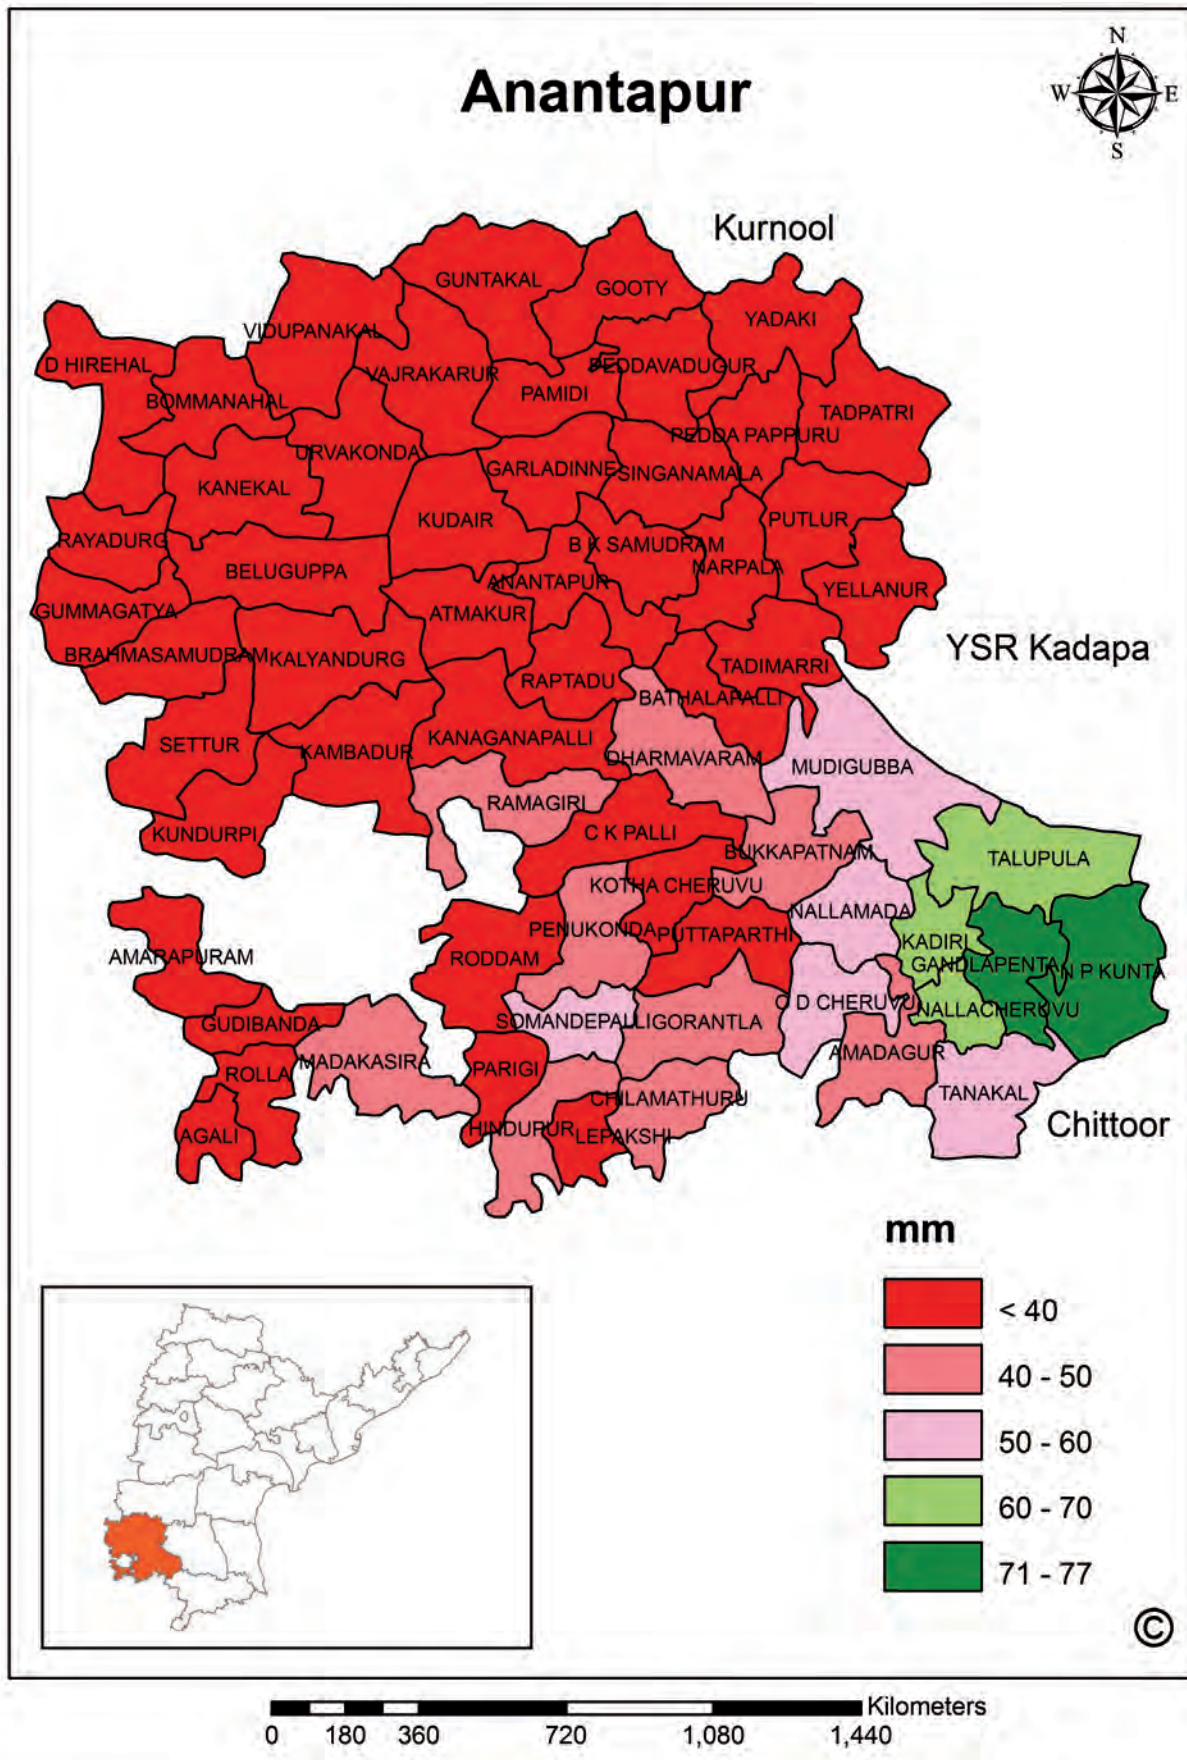 Anantapur
N
W E
S
Kurnool
GUNTAKAL
GOOTY
YADAKI
VIDUPANAKAL
D HIREHAL
PEDDAVADUGUR
VAJRAKARUR
PAMIDI
BOMMANAHAL
TADPATRI
PEDDA PAPPURU
URVAKONDA
GARLADINNE
SINGANAMALA
KANEKAL
KUDAIR
PUTLUR
RAYADURG
B K SAMUDRAM
NARPALA
BELUGUPPA
ANANTAPUR
YELLANUR
GUMMAGATYA
ATMAKUR
YSR Kadapa
BRAHMASAMUDRAM
KALYANDURG
TADIMARRI
RAPTADU
BATHALAPALLI
SETTUR
KAMBADUR
KANAGANAPALLI
DHARMAVARAM
MUDIGUBBA
RAMAGIRI
KUNDURPI
C K PALLI
BUKKAPATNAM
TALUPULA
KOTHA CHERUVU
NALLAMADA
PENUKONDA
PUTTAPARTHI
KADIRI
AMARAPURAM
RODDAM
GANDLAPENTA
N P KUNTA
O D CHERUVU
NALLACHERUVU
GUDIBANDA
SOMANDEPALLI
GORANTLA
MADAKASIRA
AMADAGUR
ROLLA
PARIGI
CHILAMATHURU
TANAKAL
AGALI
HINDUPUR
LEPAKSHI
Chittoor
mm
< 40
40 - 50
50 - 60
60 - 70
71 - 77
©
Kilometers
0 180 360 720 1,080 1,440